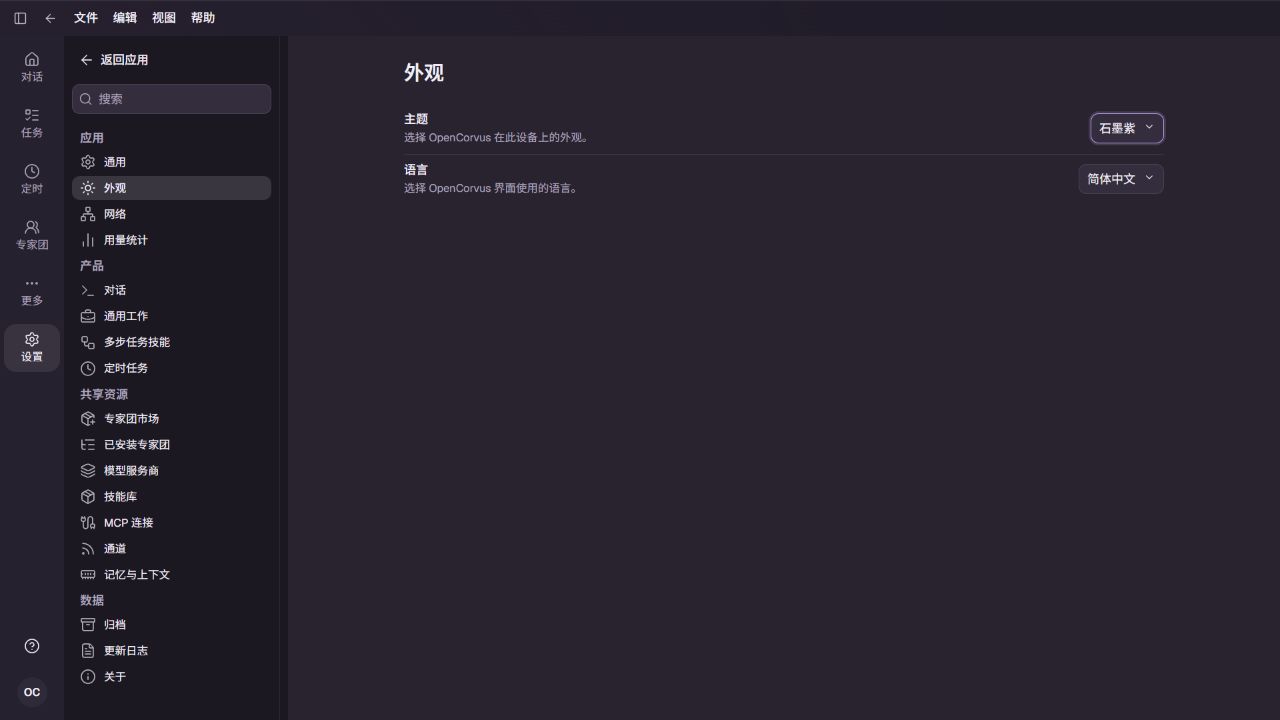 文件 编辑 视图 帮助
对话
任务
定时
专家团
更多
设置
OC
返回应用
搜索
应用
通用
外观
网络
用量统计
产品
对话
通用工作
多步任务技能
定时任务
共享资源
专家团市场
已安装专家团
模型服务商
技能库
MCP 连接
通道
记忆与上下文
数据
归档
更新日志
关于
外观
主题
选择 OpenCorvus 在此设备上的外观。
石墨紫
语言
选择 OpenCorvus 界面使用的语言。
简体中文